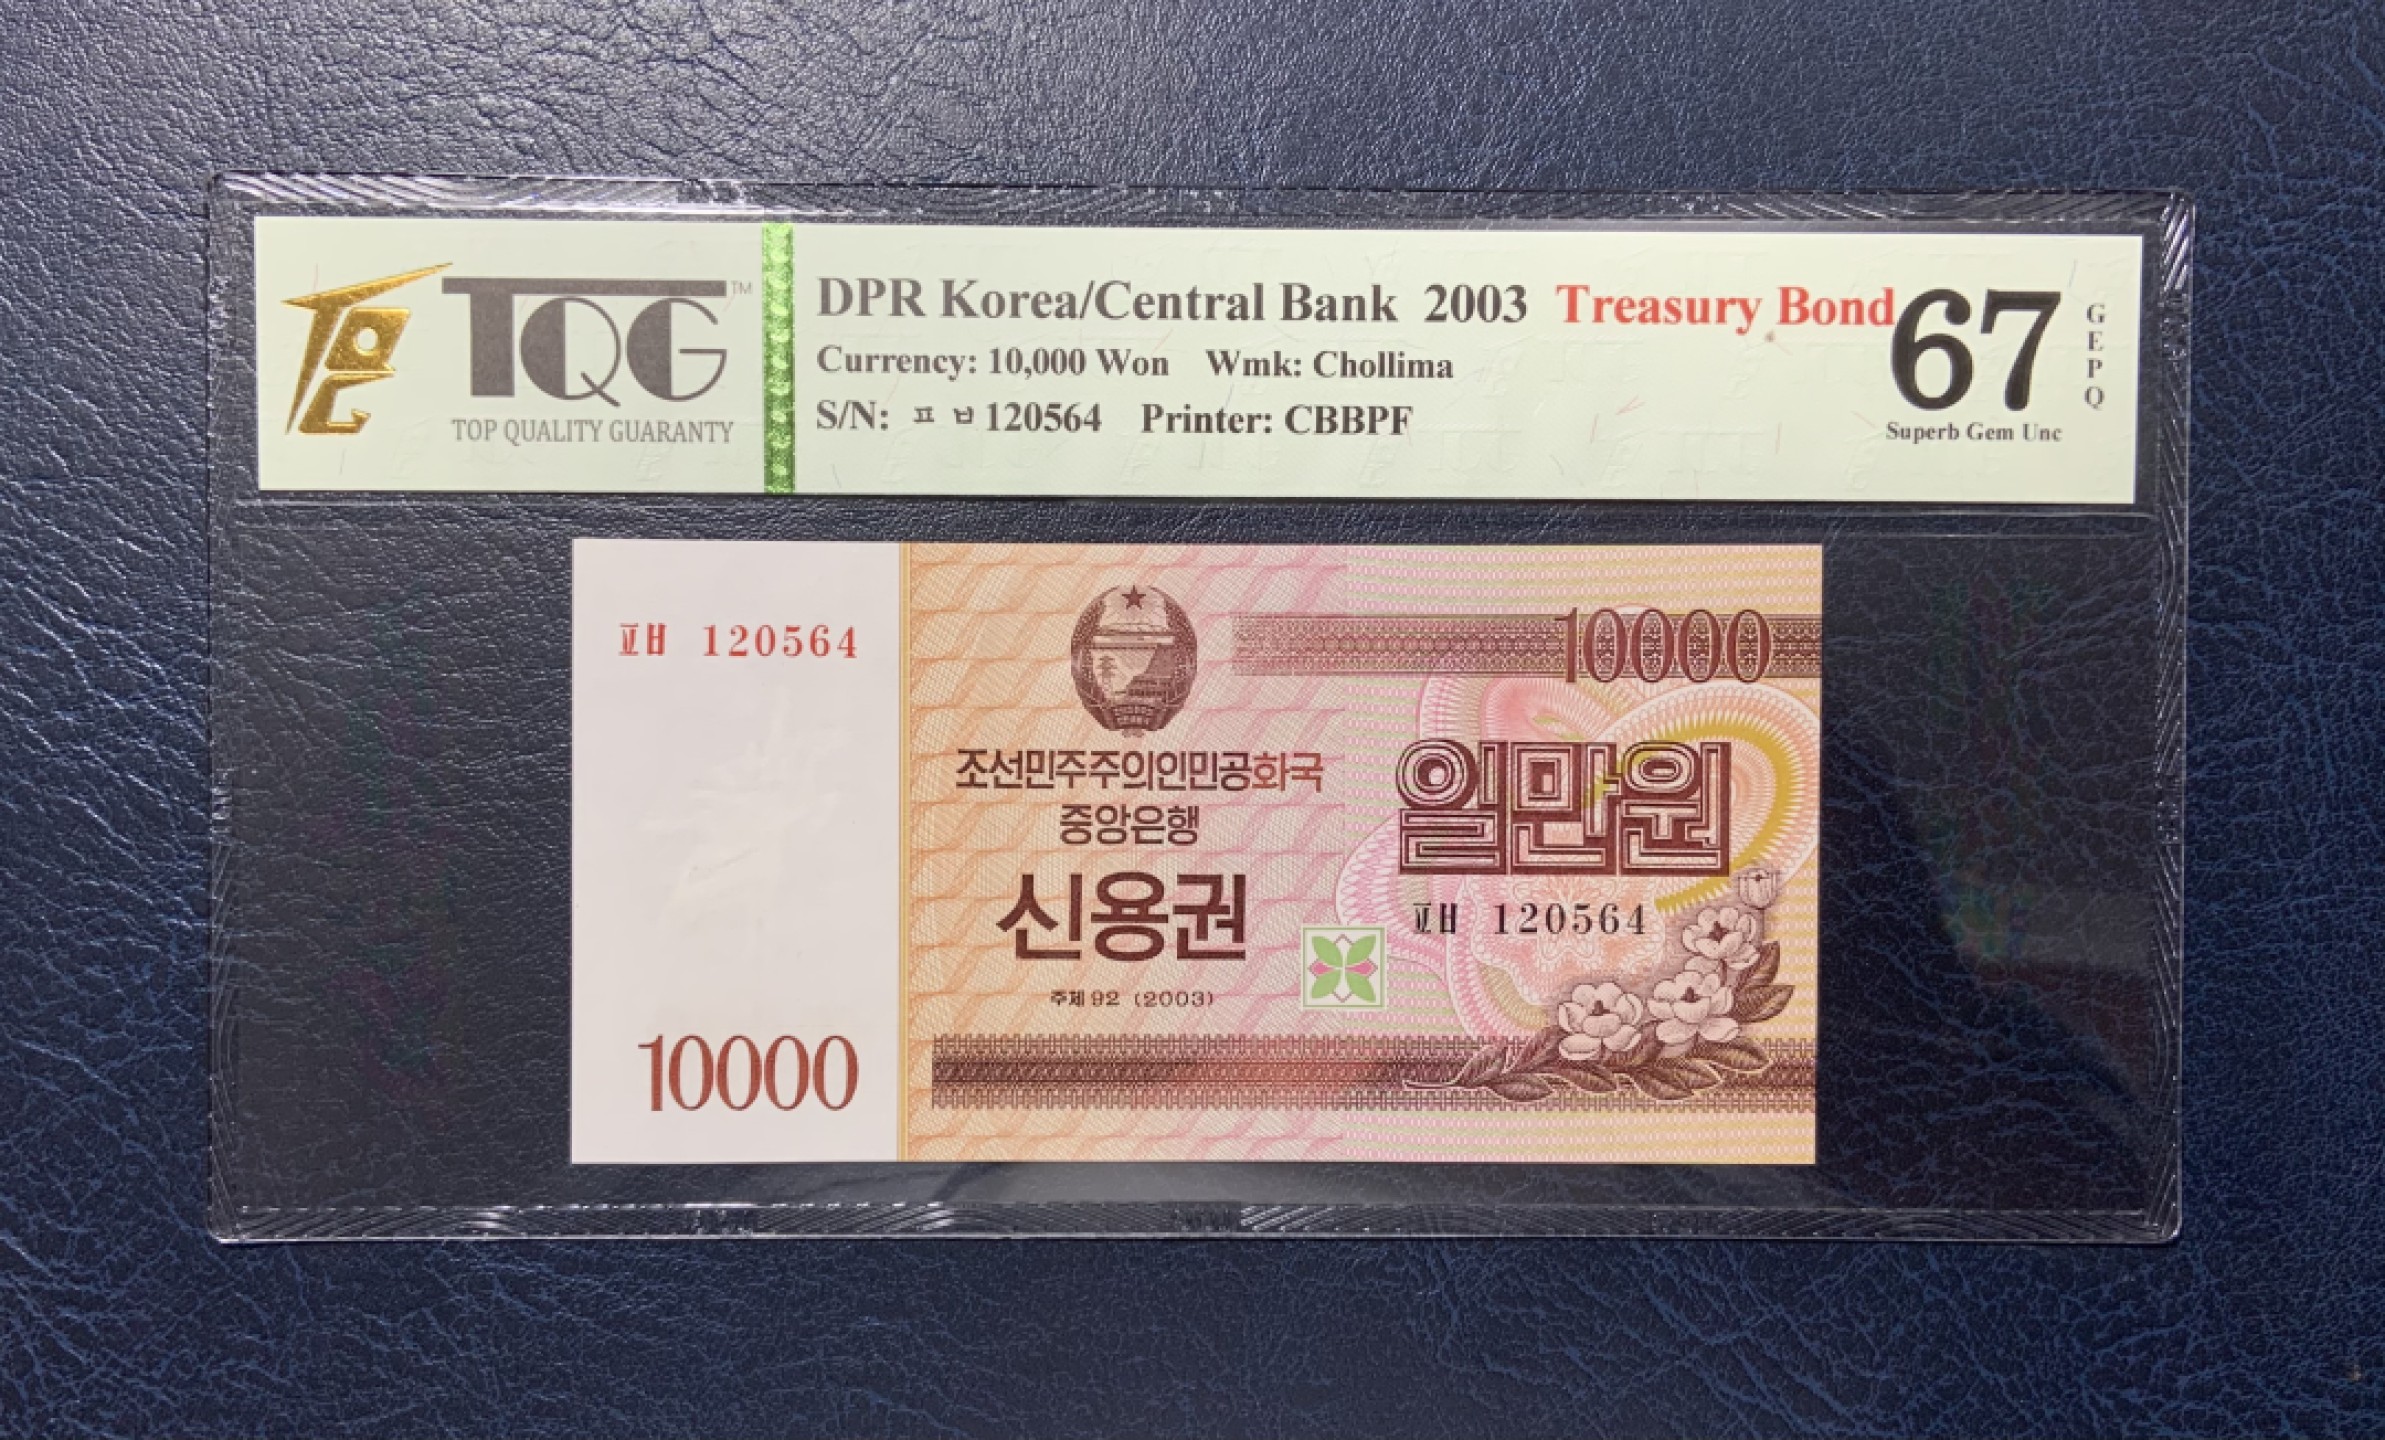 TQG™
TOP QUALITY GUARANTY
DPR Korea/Central Bank 2003 Treasury Bond
Currency: 10,000 Won Wmk: Chollima
S/N: ㅍ ㅂ 120564 Printer: CBBPF
67
GEPQ
Superb Gem Unc
ㅍㅂ 120564
10000
조선민주주의인민공화국
중앙은행
일만원
신용권
ㅍㅂ 120564
주체 92 (2003)
10000